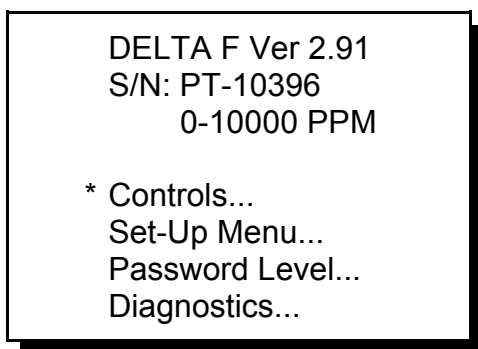 DELTA F Ver 2.91
S/N: PT-10396
0-10000 PPM
* Controls...
Set-Up Menu...
Password Level...
Diagnostics...